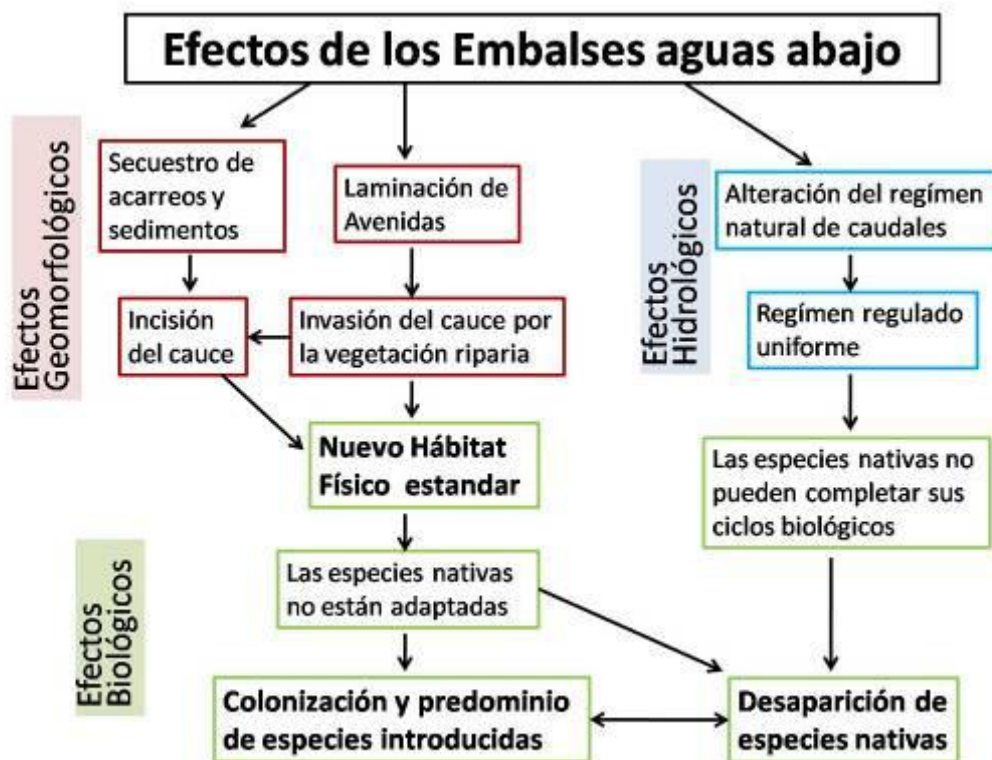 Efectos de los Embalses aguas abajo
Efectos
Geomorfológicos
Secuestro de
acarreos y
sedimentos
Laminación de
Avenidas
Efectos
Hidrológicos
Alteración del regímen
natural de caudales
Incisión
del cauce
Invasión del cauce por
la vegetación riparia
Regímen regulado
uniforme
Nuevo Hábitat
Físico estandar
Las especies nativas no
pueden completar sus
ciclos biológicos
Efectos
Biológicos
Las especies nativas
no están adaptadas
Colonización y predominio
de especies introducidas
Desaparición de
especies nativas